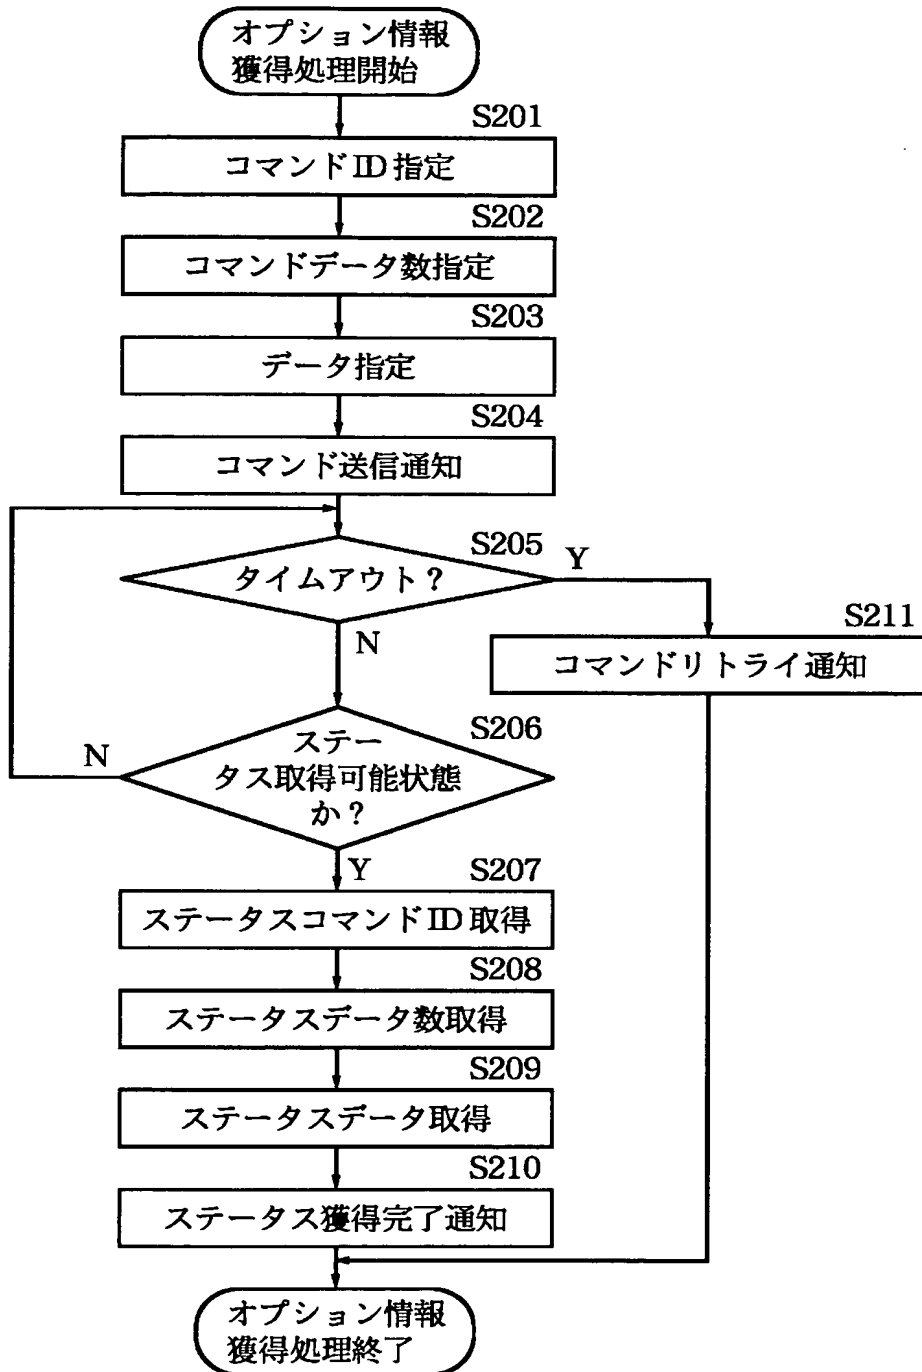 オプション情報
獲得処理開始
S201
コマンドID指定
S202
コマンドデータ数指定
S203
データ指定
S204
コマンド送信通知
S205
タイムアウト？
Y
N
S211
コマンドリトライ通知
S206
ステー
タス取得可能状態
か？
N
Y
S207
ステータスコマンドID取得
S208
ステータスデータ数取得
S209
ステータスデータ取得
S210
ステータス獲得完了通知
オプション情報
獲得処理終了